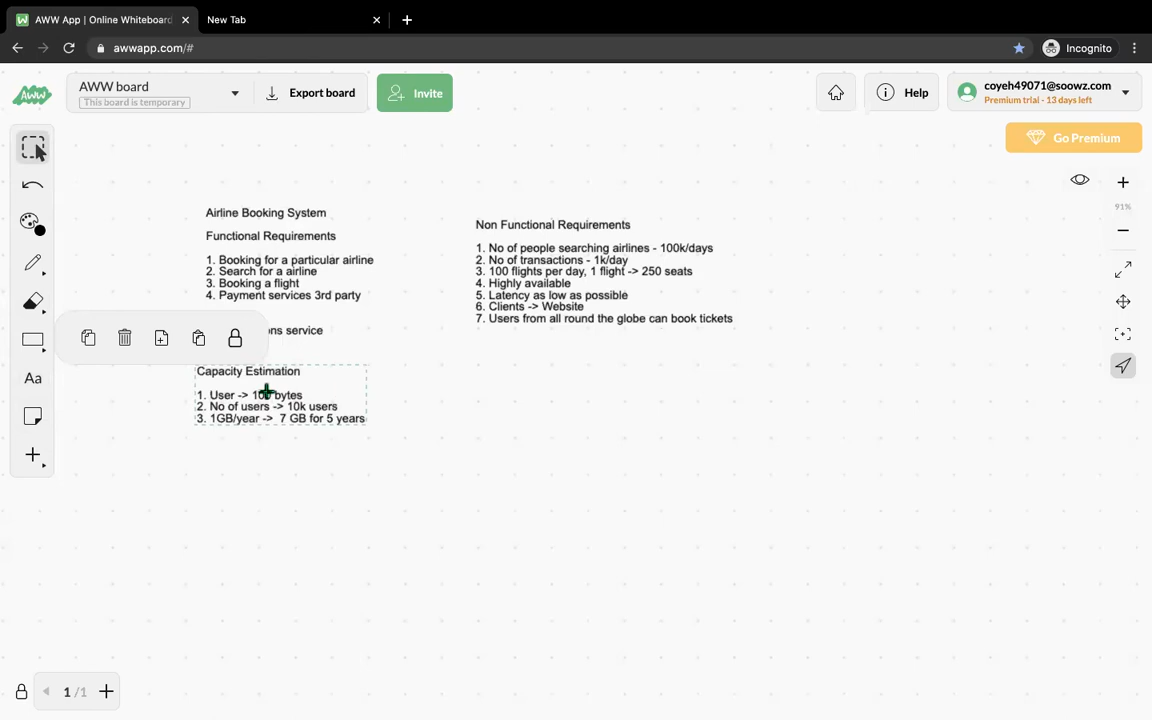 AWW App | Online Whiteboard
New Tab
awwapp.com/#
Incognito
AWW
AWW board
This board is temporary
Export board
Invite
Help
coyeh49071@soowz.com
Premium trial - 13 days left
Go Premium
91%
Aa
Airline Booking System
Functional Requirements
1. Booking for a particular airline
2. Search for a airline
3. Booking a flight
4. Payment services 3rd party
ons service
Capacity Estimation
1. User -> bytes
2. No of users -> 10k users
3. 1GB/year -> 7 GB for 5 years
Non Functional Requirements
1. No of people searching airlines - 100k/days
2. No of transactions - 1k/day
3. 100 flights per day, 1 flight -> 250 seats
4. Highly available
5. Latency as low as possible
6. Clients -> Website
7. Users from all round the globe can book tickets
1 /1